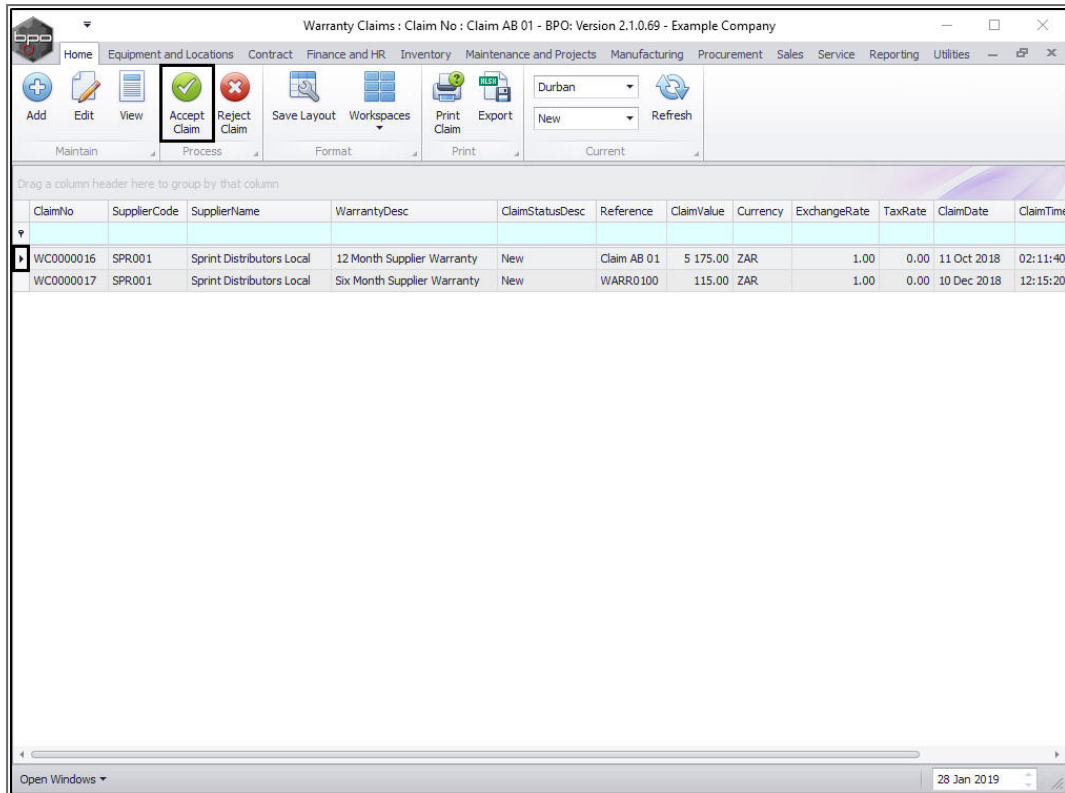 Warranty Claims : Claim No : Claim AB 01 - BPO: Version 2.1.0.69 - Example Company
bpo
Home Equipment and Locations Contract Finance and HR Inventory Maintenance and Projects Manufacturing Procurement Sales Service Reporting Utilities
Add Edit View Accept Claim Reject Claim Save Layout Workspaces Print Claim Export Durban New Refresh
Maintain Process Format Print Current
Drag a column header here to group by that column
ClaimNo SupplierCode SupplierName WarrantyDesc ClaimStatusDesc Reference ClaimValue Currency ExchangeRate TaxRate ClaimDate ClaimTime
WC0000016 SPR001 Sprint Distributors Local 12 Month Supplier Warranty New Claim AB 01 5 175.00 ZAR 1.00 0.00 11 Oct 2018 02:11:40
WC0000017 SPR001 Sprint Distributors Local Six Month Supplier Warranty New WARR0100 115.00 ZAR 1.00 0.00 10 Dec 2018 12:15:20
Open Windows 28 Jan 2019